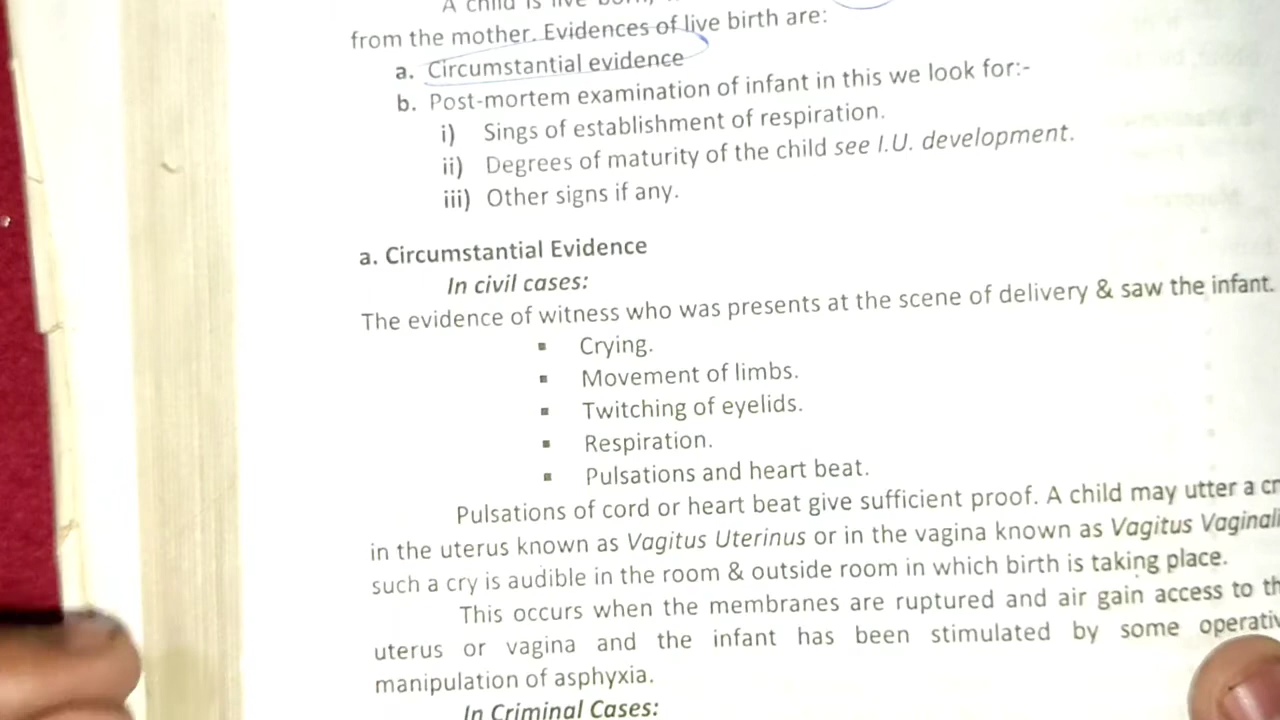 A child is
from the mother. Evidences of live birth are:
a. Circumstantial evidence
b. Post-mortem examination of infant in this we look for:-
i) Sings of establishment of respiration.
ii) Degrees of maturity of the child see I.U. development.
iii) Other signs if any.
a. Circumstantial Evidence
In civil cases:
The evidence of witness who was presents at the scene of delivery & saw the infant.
▪ Crying.
▪ Movement of limbs.
▪ Twitching of eyelids.
▪ Respiration.
▪ Pulsations and heart beat.
Pulsations of cord or heart beat give sufficient proof. A child may utter a
in the uterus known as Vagitus Uterinus or in the vagina known as Vagitus
such a cry is audible in the room & outside room in which birth is taking place.
This occurs when the membranes are ruptured and air gain access to
uterus or vagina and the infant has been stimulated by some
manipulation of asphyxia.
In Criminal Cases: